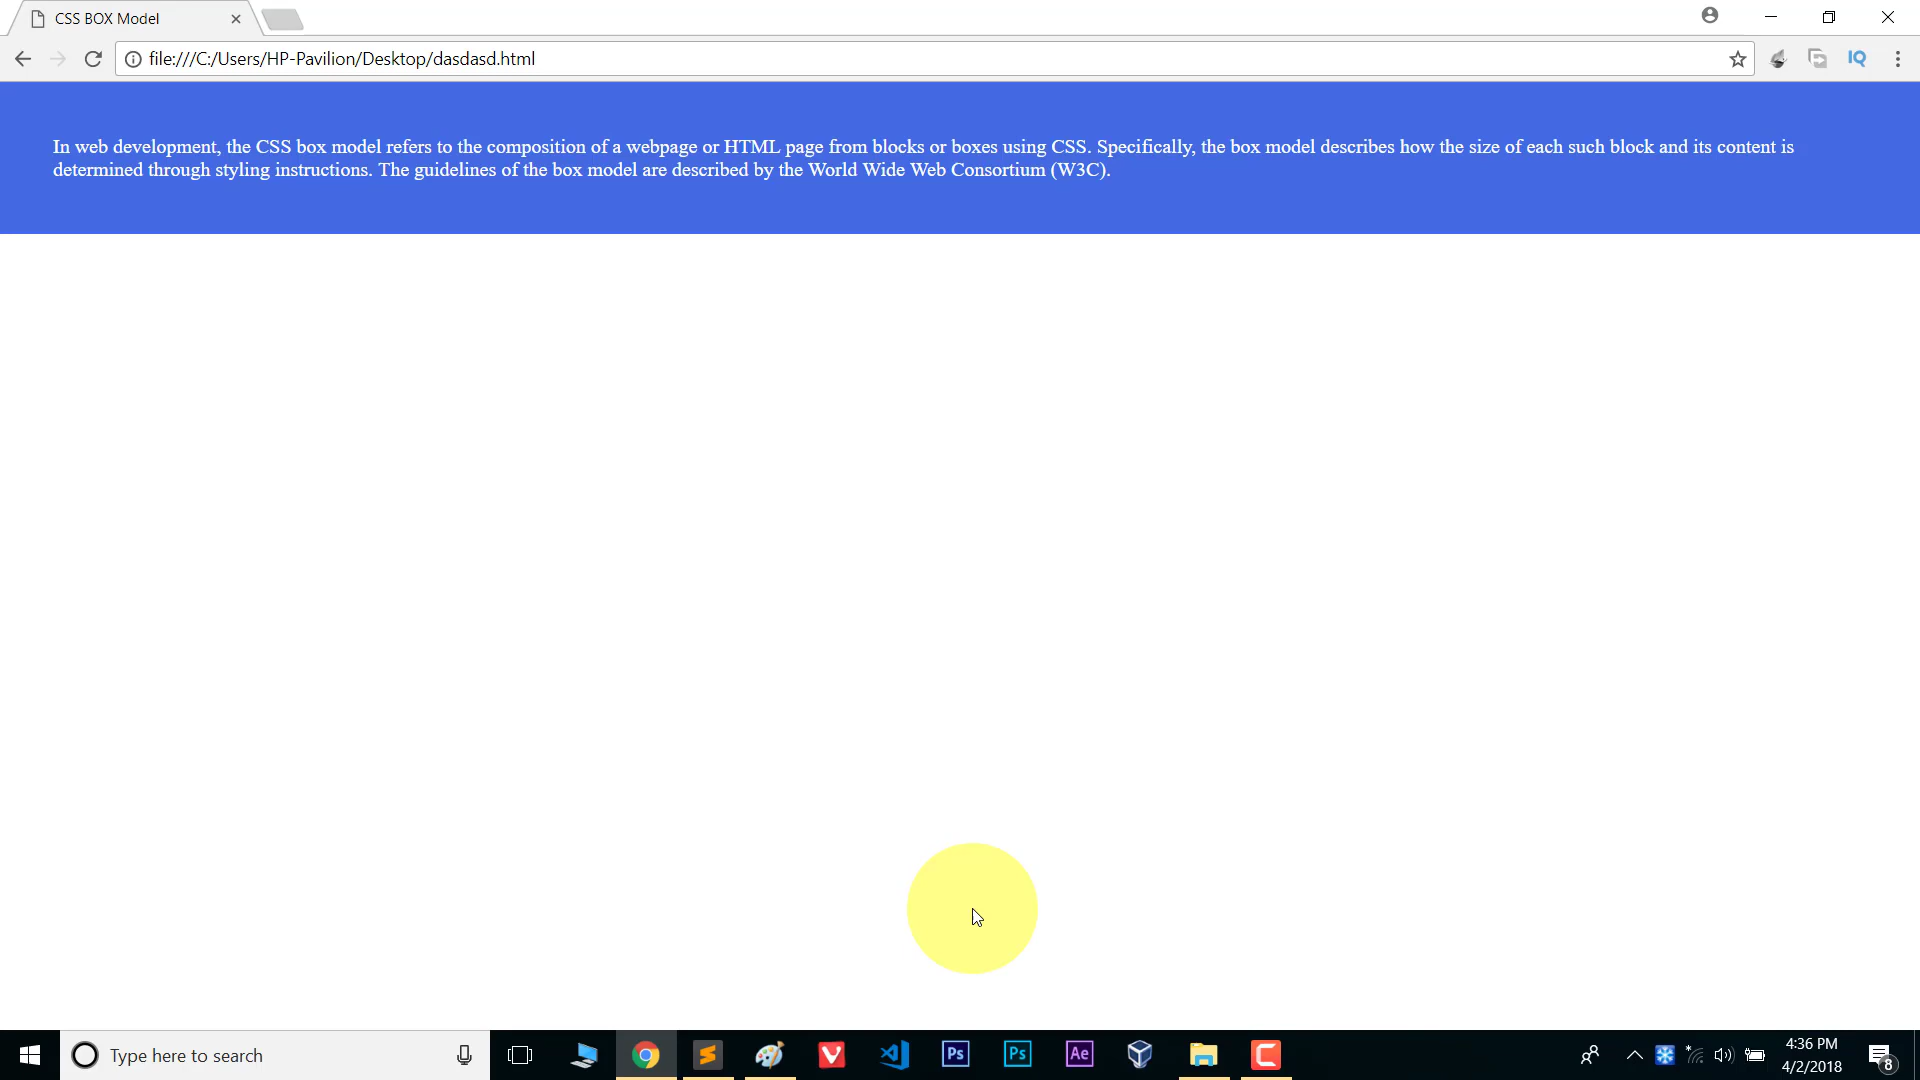 CSS BOX Model
file:///C:/Users/HP-Pavilion/Desktop/dasdasd.html
IQ
In web development, the CSS box model refers to the composition of a webpage or HTML page from blocks or boxes using CSS. Specifically, the box model describes how the size of each such block and its content is
determined through styling instructions. The guidelines of the box model are described by the World Wide Web Consortium (W3C).
Type here to search
Ps
Ps
Ae
4:36 PM
4/2/2018
8